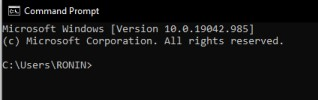 Command Prompt
Microsoft Windows [Version 10.0.19042.985]
(c) Microsoft Corporation. All rights reserved.
C:\Users\RONIN>